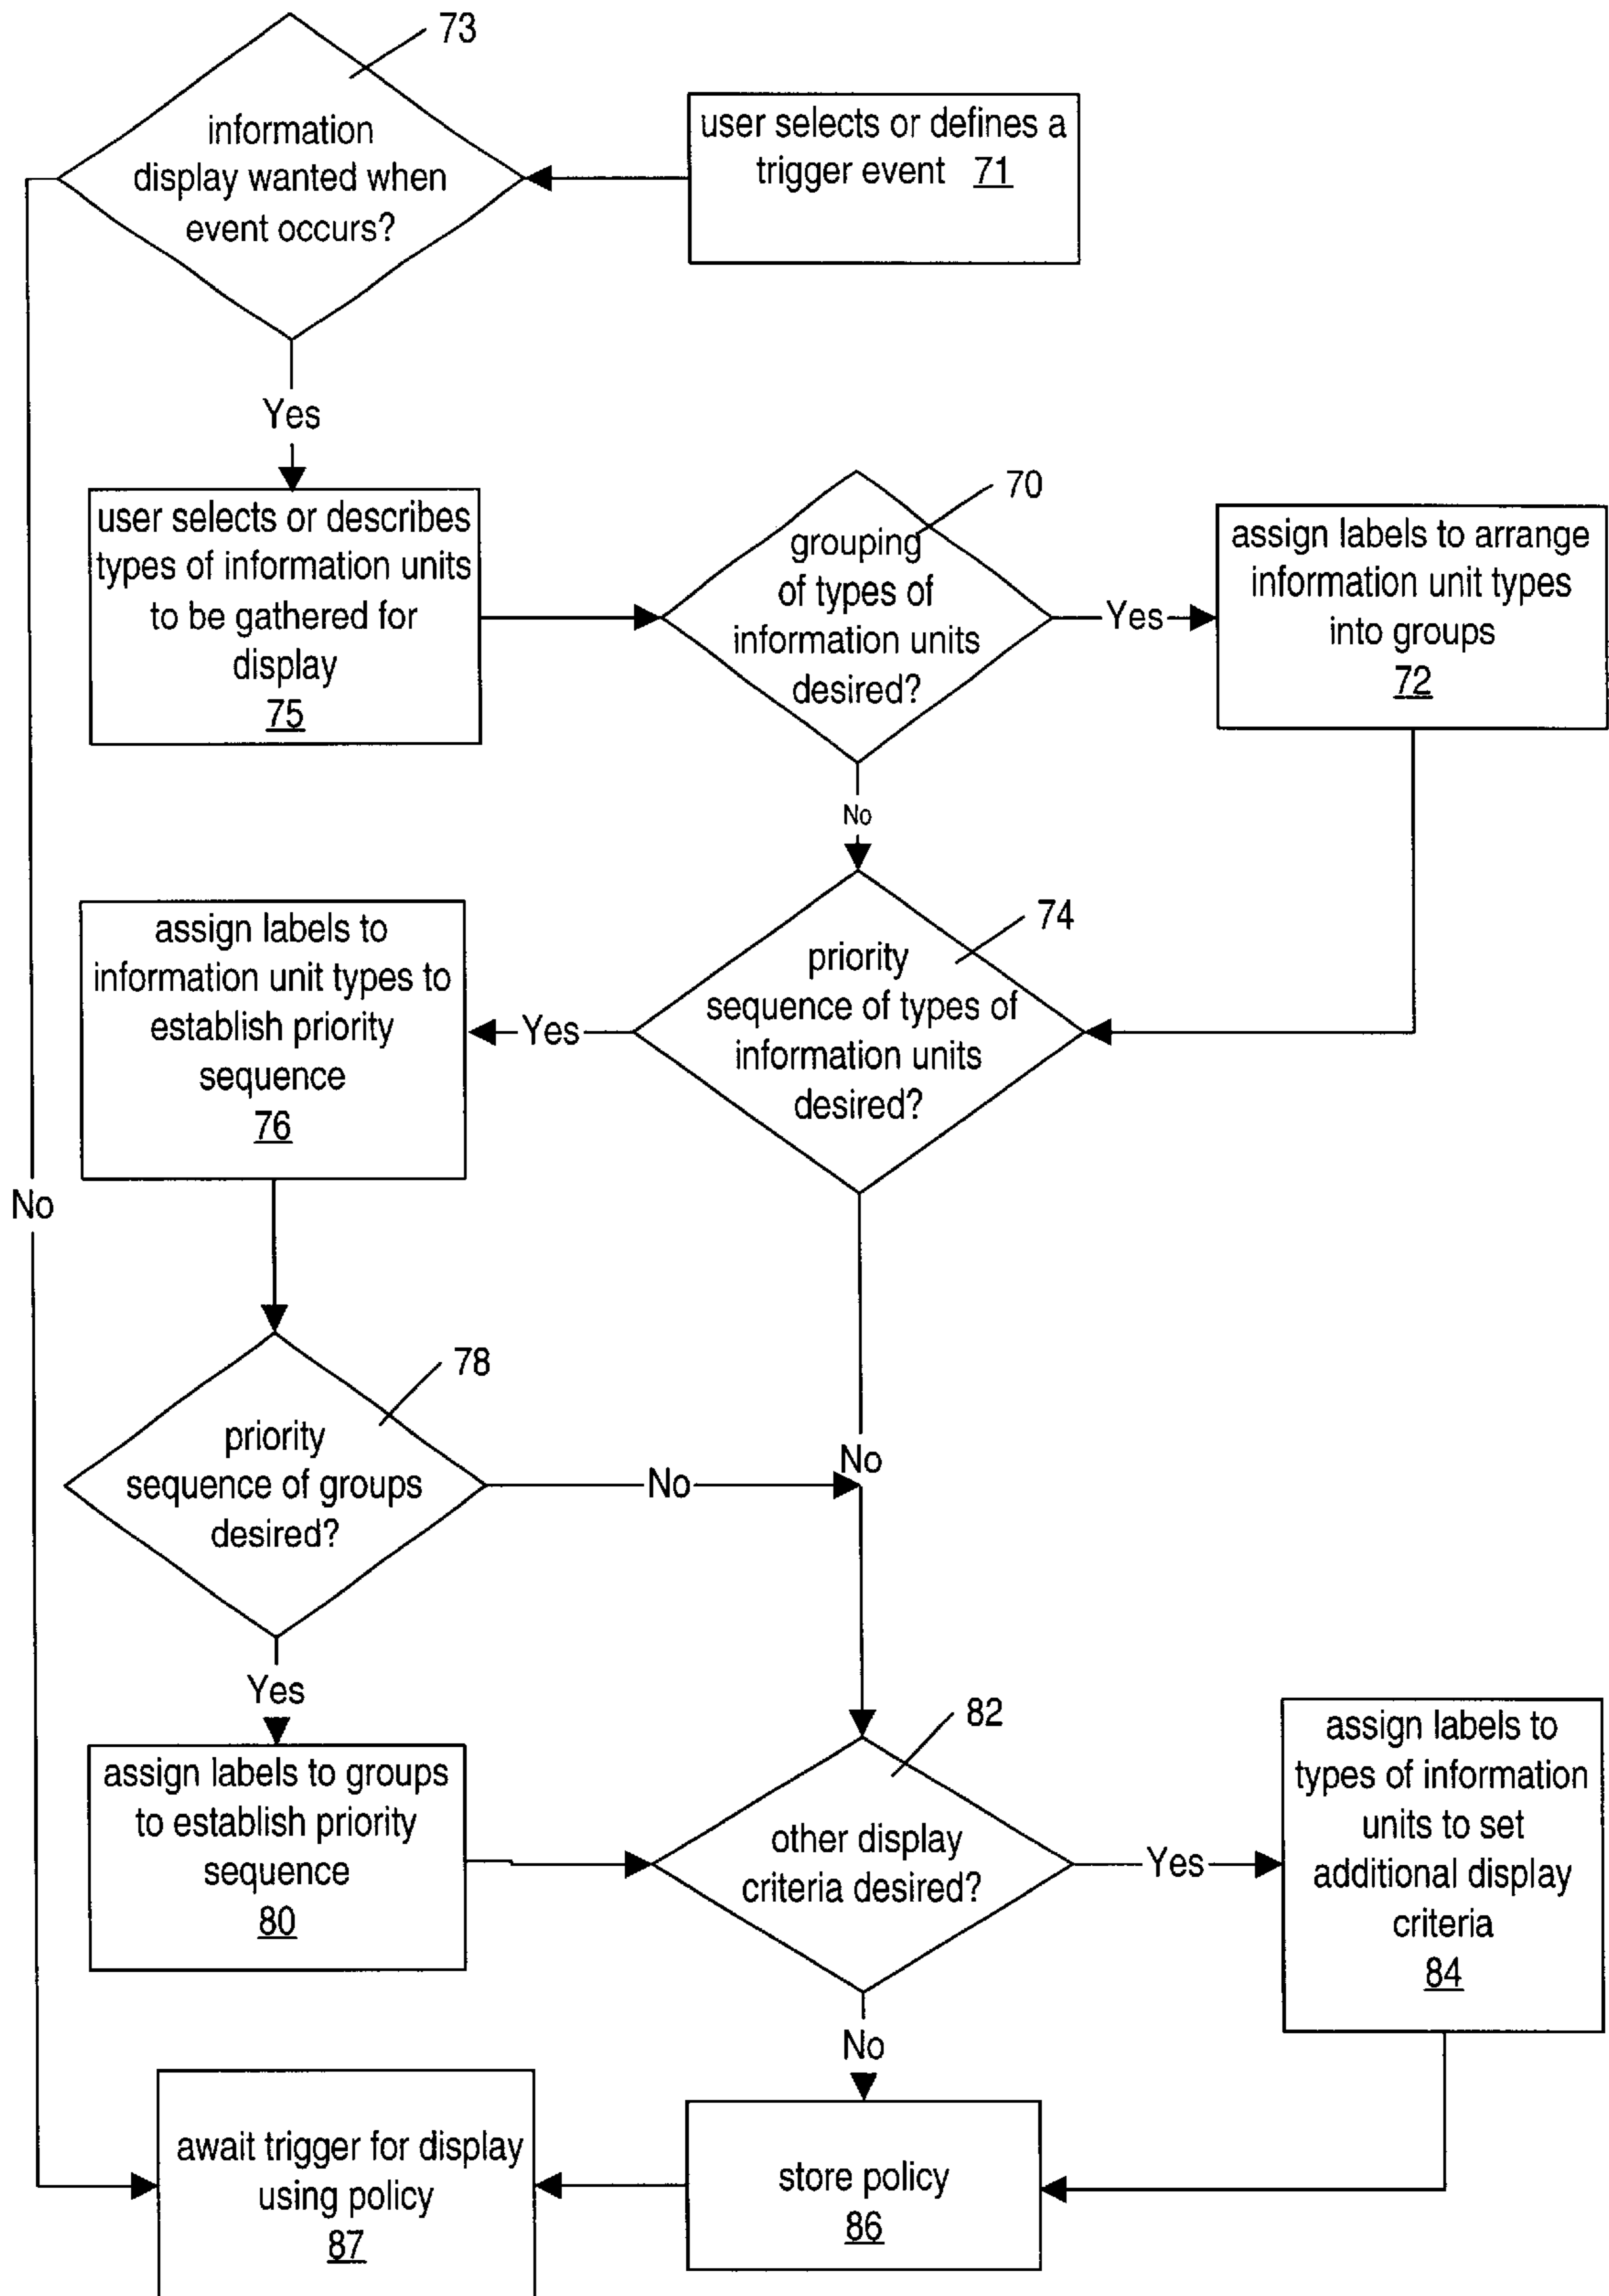 73
information
display wanted when
event occurs?
user selects or defines a
trigger event 71
Yes
user selects or describes
types of information units
to be gathered for
display
75
70
grouping
of types of
information units
desired?
Yes
assign labels to arrange
information unit types
into groups
72
No
74
priority
sequence of types of
information units
desired?
Yes
assign labels to
information unit types to
establish priority
sequence
76
No
78
priority
sequence of groups
desired?
No
No
Yes
assign labels to groups
to establish priority
sequence
80
82
other display
criteria desired?
Yes
assign labels to
types of information
units to set
additional display
criteria
84
No
store policy
86
await trigger for display
using policy
87